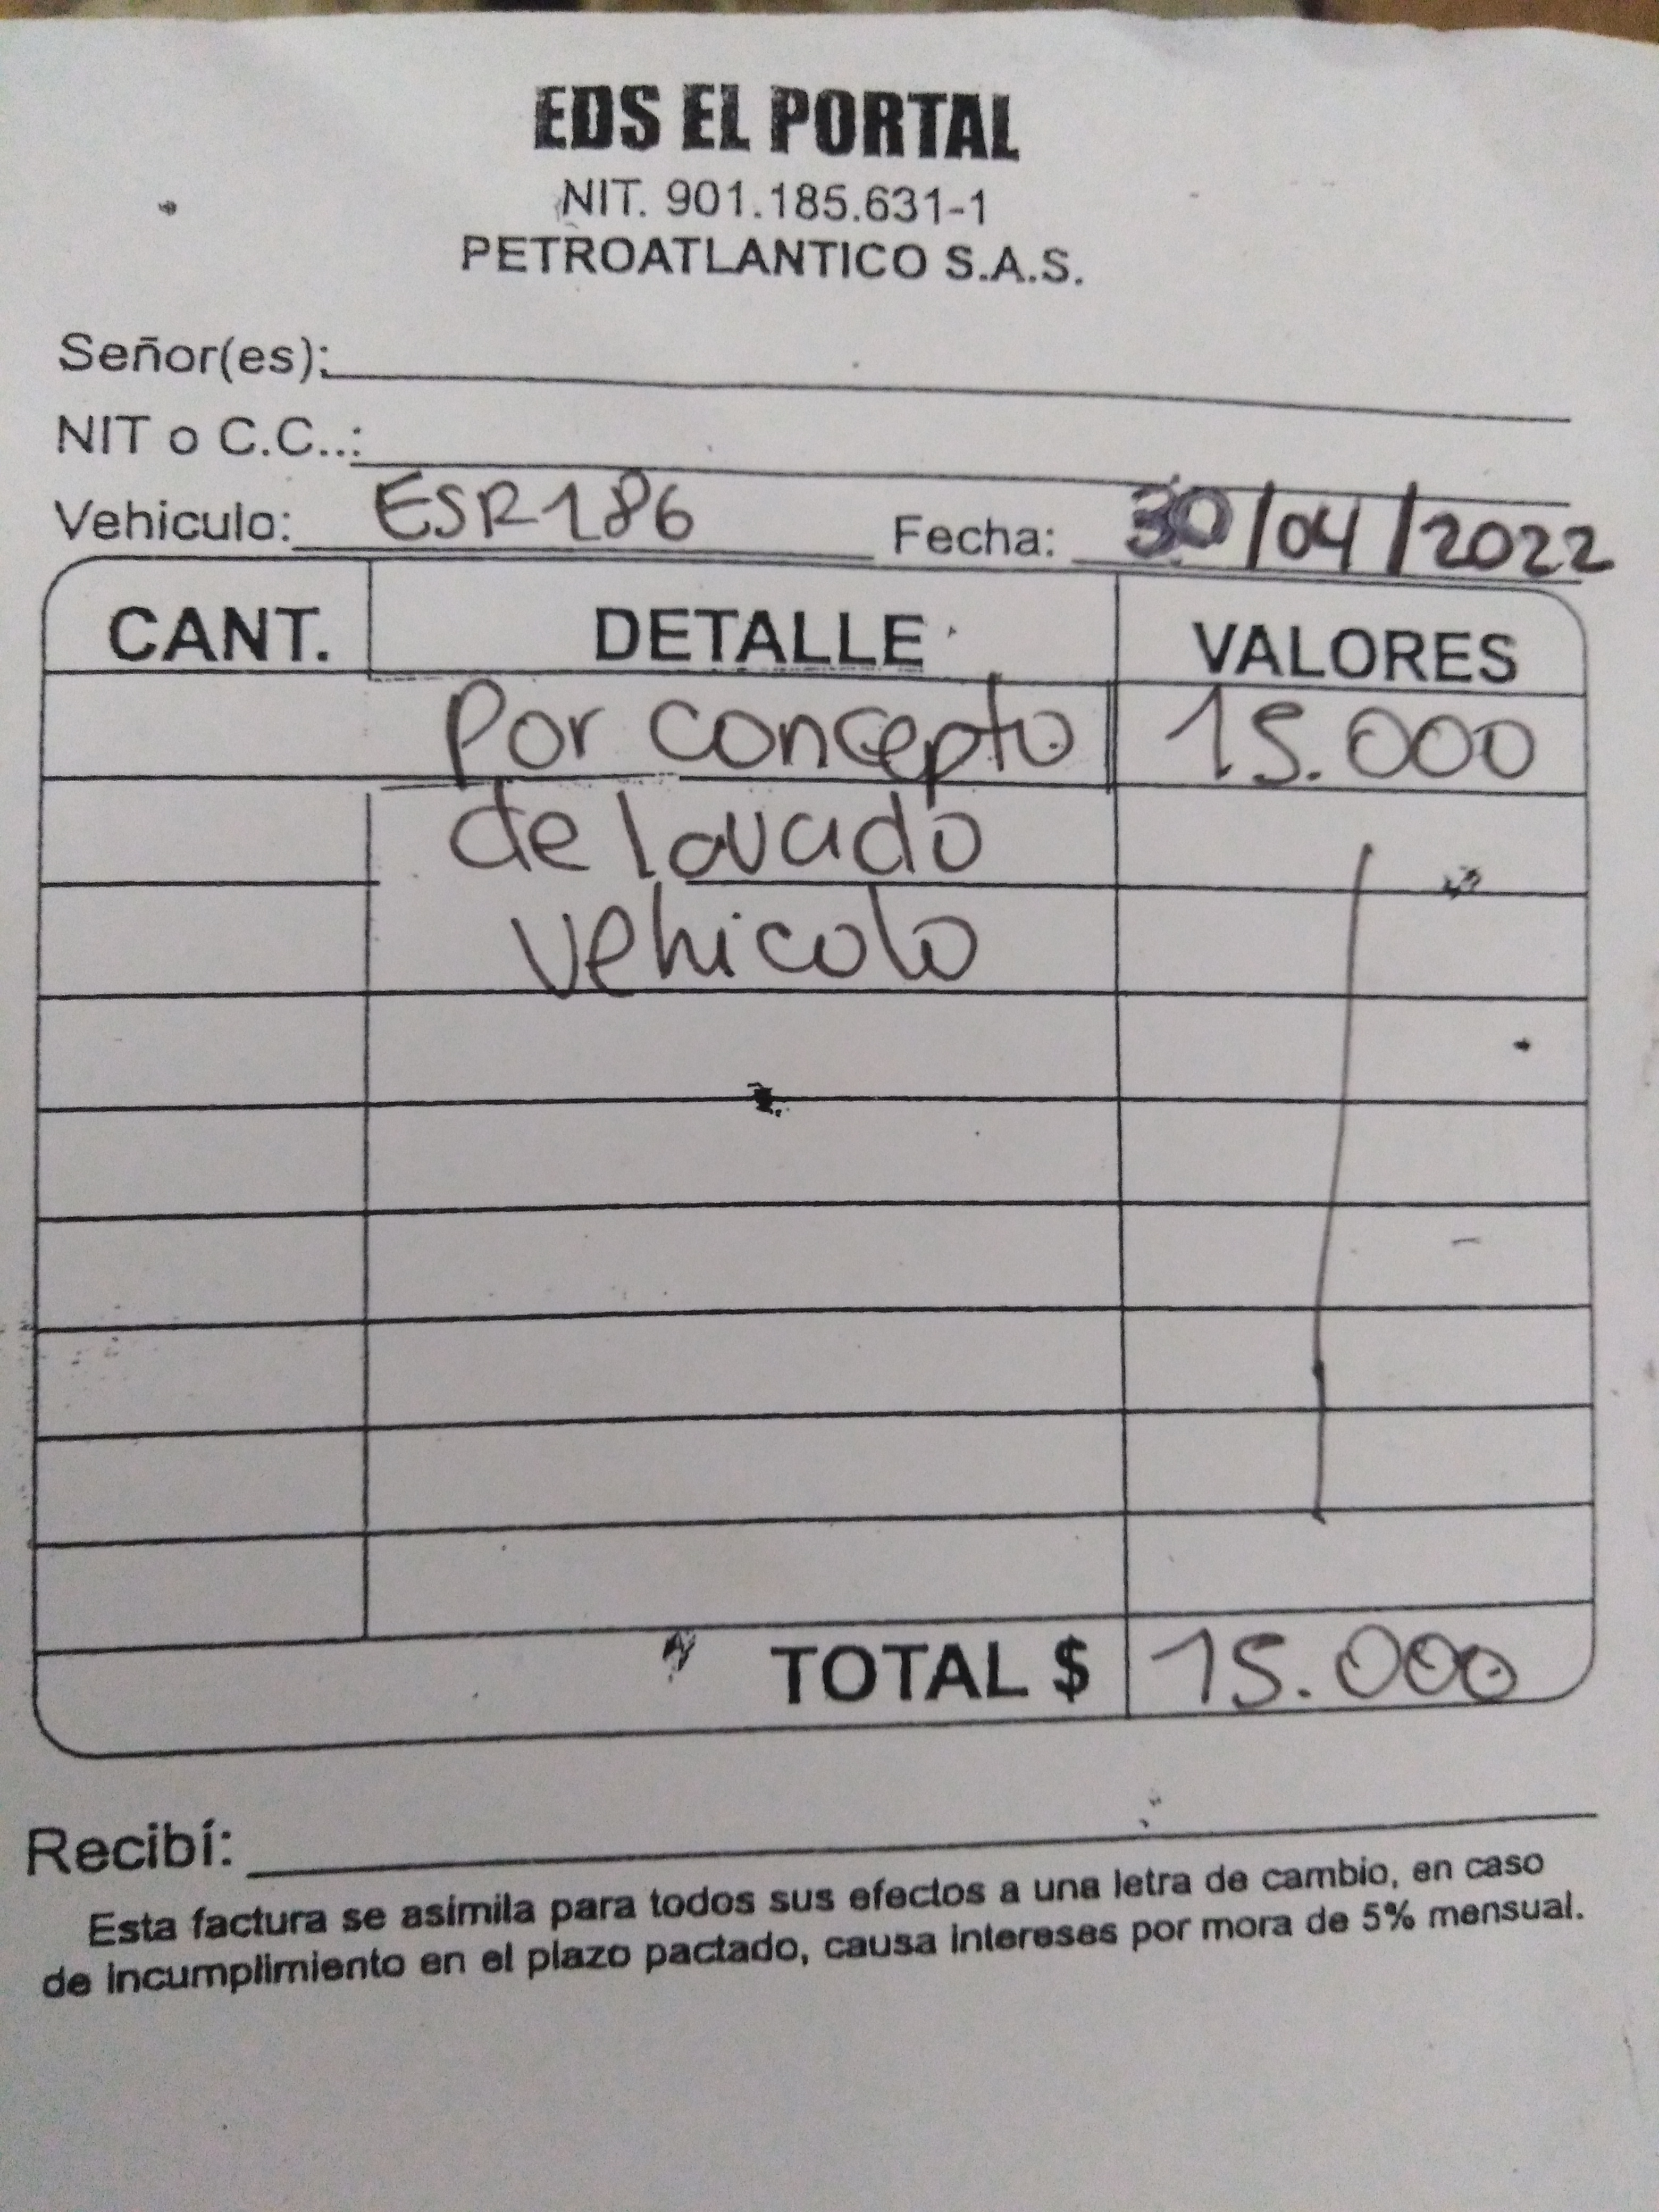 EDS EL PORTAL
NIT. 901.185.631-1
PETROATLANTICO S.A.S.
Señor(es):
NIT o C.C..:
Vehiculo: ESR186 Fecha: 30/04/2022
CANT. DETALLE VALORES
Por concepto 15.000
de lavado
vehicolo
TOTAL $ 15.000
Recibí:
Esta factura se asimila para todos sus efectos a una letra de cambio, en caso
de incumplimiento en el plazo pactado, causa intereses por mora de 5% mensual.